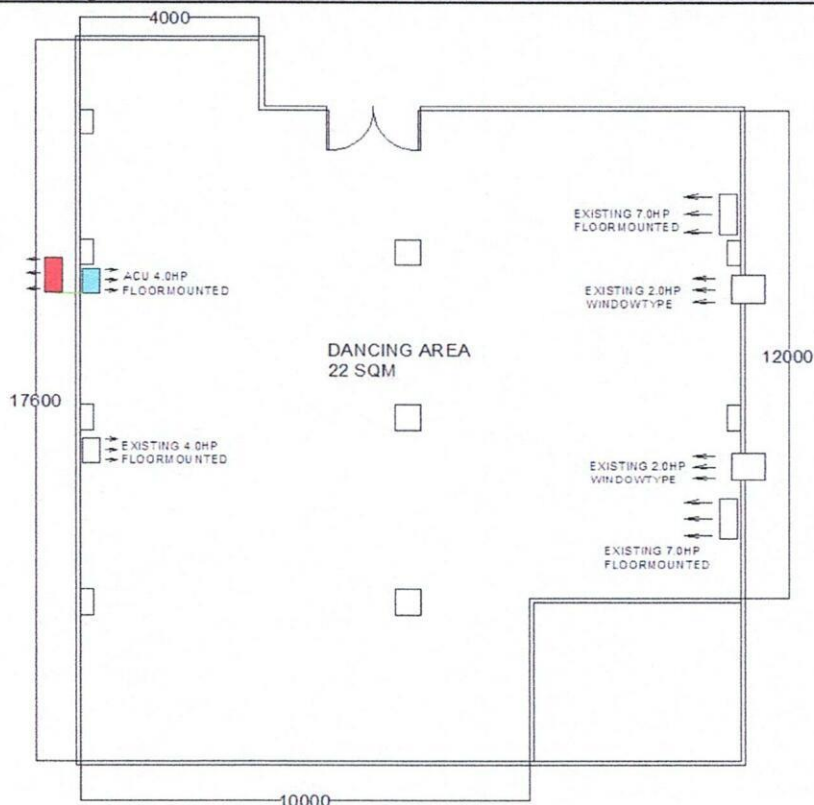 4000
EXISTING 7.0HP
FLOORMOUNTED
ACU 4.0HP
FLOORMOUNTED
EXISTING 2.0HP
WINDOWTYPE
DANCING AREA
22 SQM
12000
17600
EXISTING 4.0HP
FLOORMOUNTED
EXISTING 2.0HP
WINDOWTYPE
EXISTING 7.0HP
FLOORMOUNTED
10000